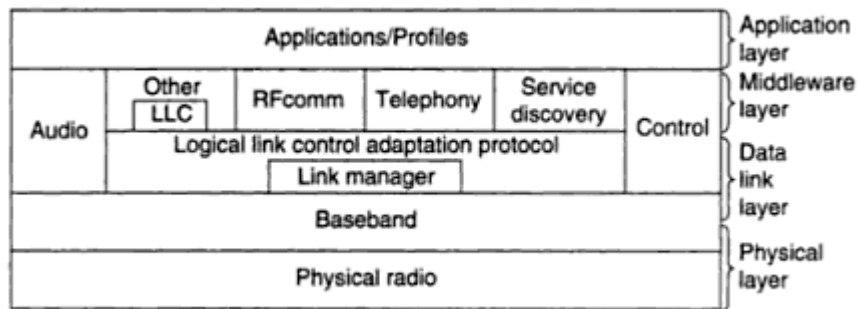 Applications/Profiles
Application
layer
Audio
Other
LLC
RFcomm
Telephony
Service
discovery
Control
Middleware
layer
Logical link control adaptation protocol
Link manager
Data
link
layer
Baseband
Physical radio
Physical
layer